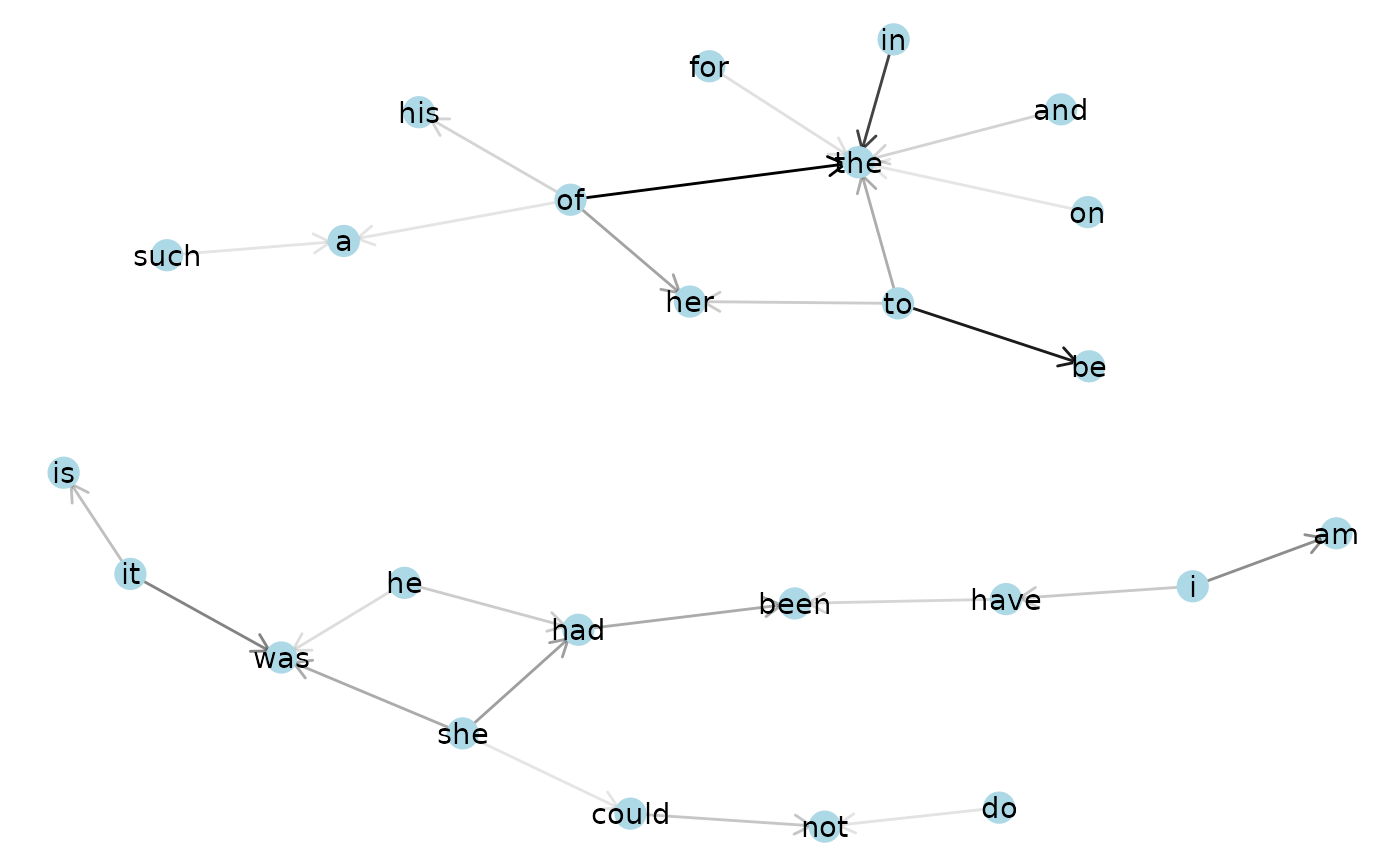 in
for
and
his
the
of
on
such
a
her
to
be
is
am
it
he
i
have
been
had
was
she
do
could
not